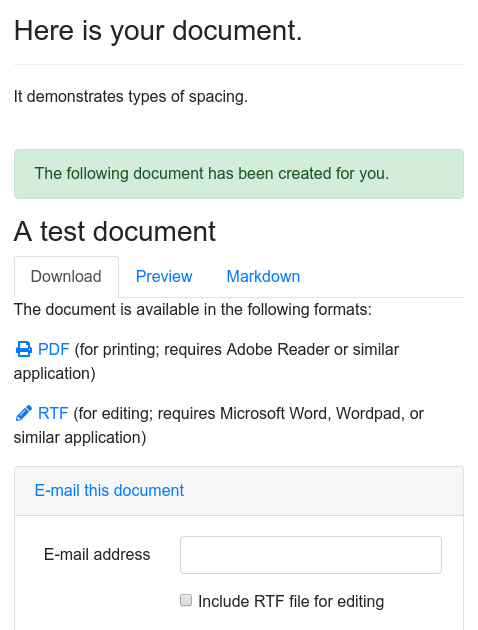 Here is your document.
It demonstrates types of spacing.
The following document has been created for you.
A test document
Download Preview Markdown
The document is available in the following formats:
PDF (for printing; requires Adobe Reader or similar
application)
RTF (for editing; requires Microsoft Word, Wordpad, or
similar application)
E-mail this document
E-mail address
Include RTF file for editing